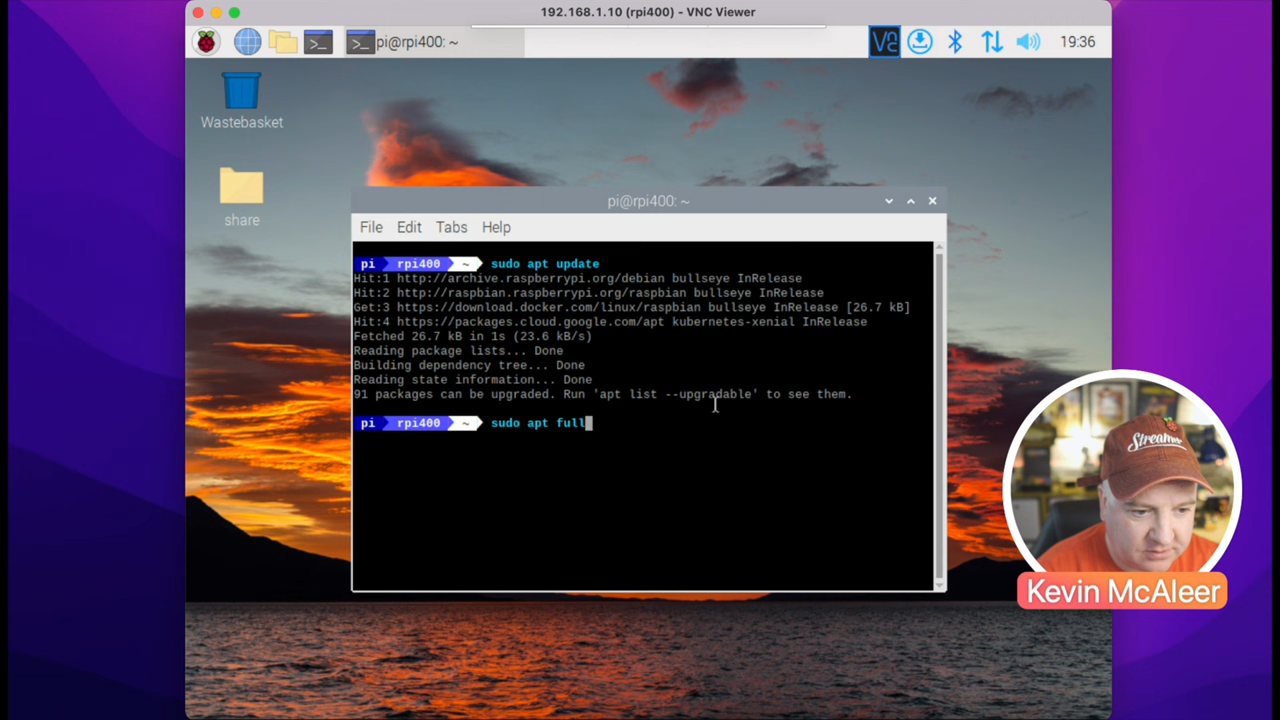 192.168.1.10 (rpi400) - VNC Viewer
pi@rpi400: ~
19:36
Wastebasket
share
pi@rpi400: ~
File Edit Tabs Help
pi rpi400 ~ sudo apt update
Hit:1 http://archive.raspberrypi.org/debian bullseye InRelease
Hit:2 http://raspbian.raspberrypi.org/raspbian bullseye InRelease
Get:3 https://download.docker.com/linux/raspbian bullseye InRelease [26.7 kB]
Hit:4 https://packages.cloud.google.com/apt kubernetes-xenial InRelease
Fetched 26.7 kB in 1s (23.6 kB/s)
Reading package lists... Done
Building dependency tree... Done
Reading state information... Done
91 packages can be upgraded. Run 'apt list --upgradable' to see them.
pi rpi400 ~ sudo apt full
Streamer
Kevin McAleer